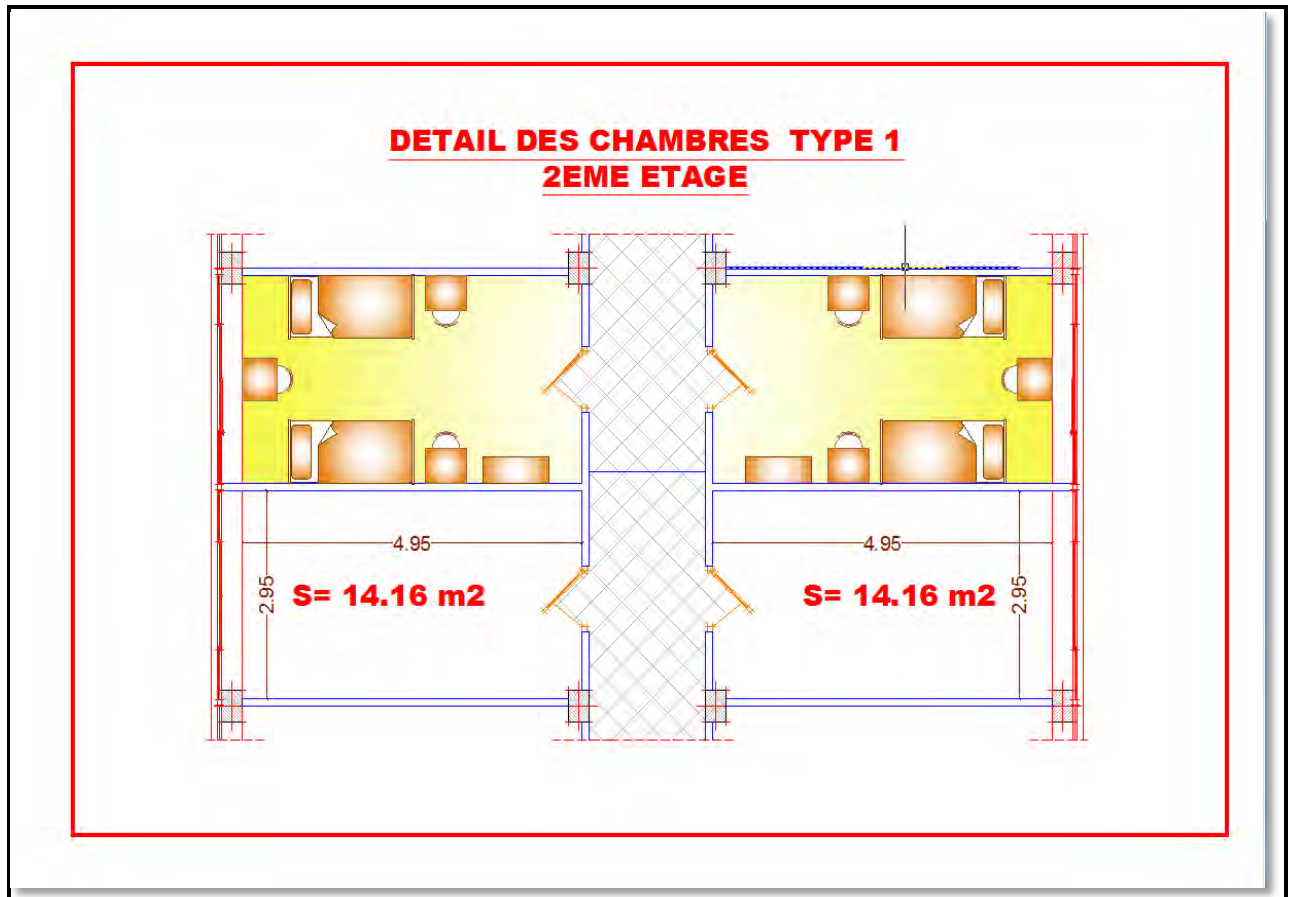 DETAIL DES CHAMBRES TYPE 1
2EME ETAGE
4.95
4.95
2.95
S= 14.16 m2
S= 14.16 m2
2.95